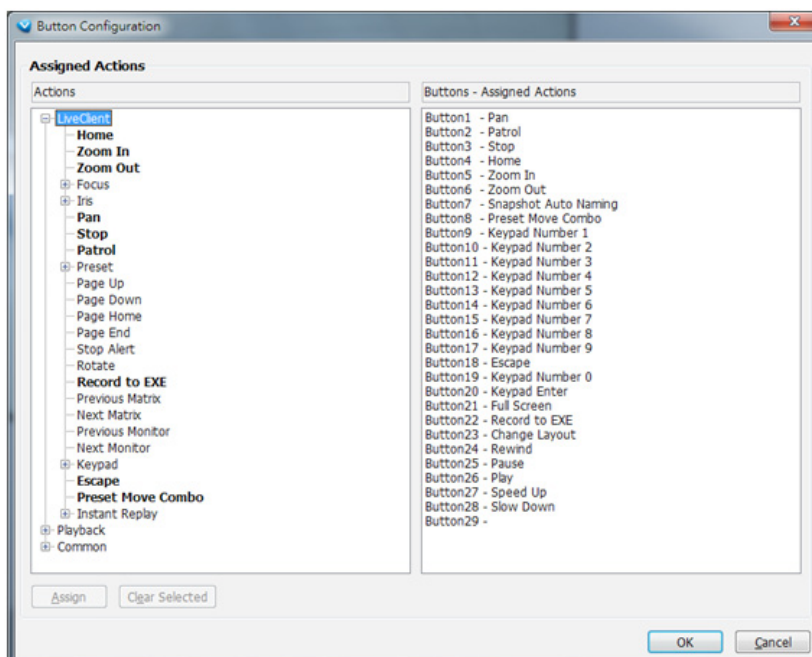 Button Configuration
Assigned Actions
Actions
LiveClient
Home
Zoom In
Zoom Out
Focus
Iris
Pan
Stop
Patrol
Preset
Page Up
Page Down
Page Home
Page End
Stop Alert
Rotate
Record to EXE
Previous Matrix
Next Matrix
Previous Monitor
Next Monitor
Keypad
Escape
Preset Move Combo
Instant Replay
Playback
Common
Buttons - Assigned Actions
Button1 - Pan
Button2 - Patrol
Button3 - Stop
Button4 - Home
Button5 - Zoom In
Button6 - Zoom Out
Button7 - Snapshot Auto Naming
Button8 - Preset Move Combo
Button9 - Keypad Number 1
Button10 - Keypad Number 2
Button11 - Keypad Number 3
Button12 - Keypad Number 4
Button13 - Keypad Number 5
Button14 - Keypad Number 6
Button15 - Keypad Number 7
Button16 - Keypad Number 8
Button17 - Keypad Number 9
Button18 - Escape
Button19 - Keypad Number 0
Button20 - Keypad Enter
Button21 - Full Screen
Button22 - Record to EXE
Button23 - Change Layout
Button24 - Rewind
Button25 - Pause
Button26 - Play
Button27 - Speed Up
Button28 - Slow Down
Button29 -
Assign
Clear Selected
OK
Cancel